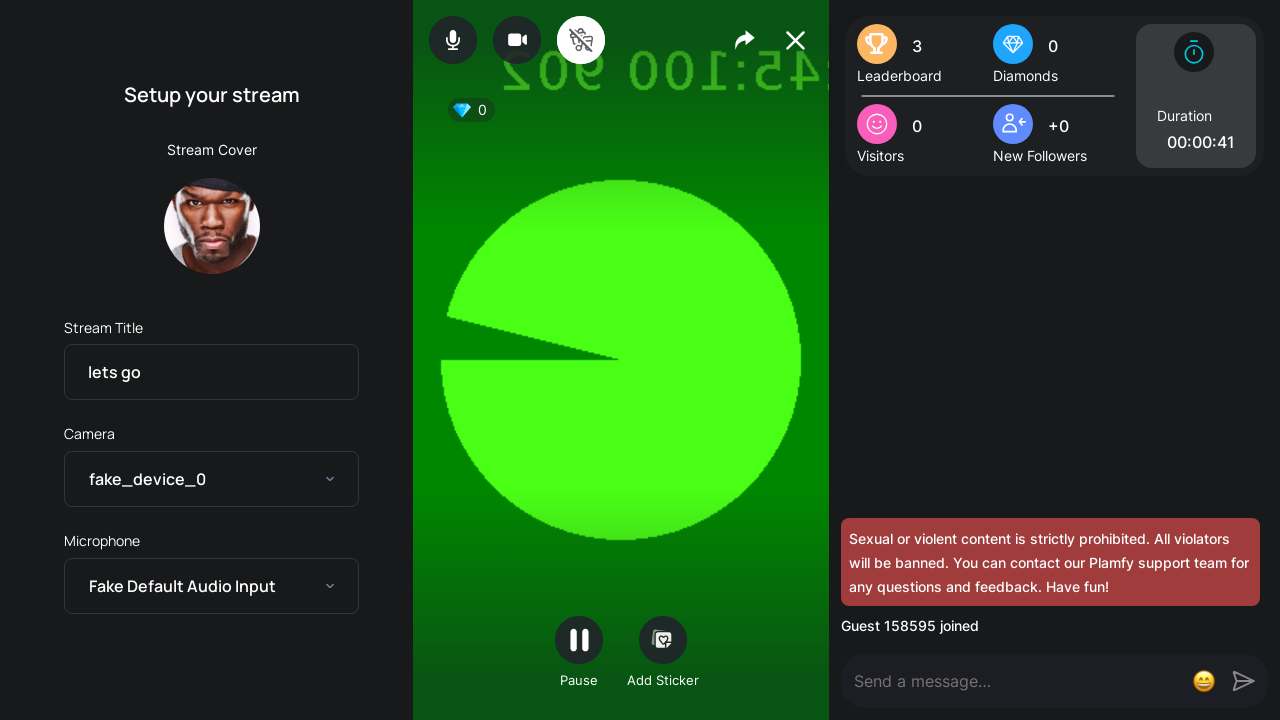 Setup your stream
Stream Cover
Stream Title
lets go
Camera
fake_device_0
Microphone
Fake Default Audio Input
0
Pause
Add Sticker
3
Leaderboard
0
Diamonds
0
Visitors
+0
New Followers
Duration
00:00:41
Sexual or violent content is strictly prohibited. All violators
will be banned. You can contact our Plamfy support team for
any questions and feedback. Have fun!
Guest 158595 joined
Send a message...